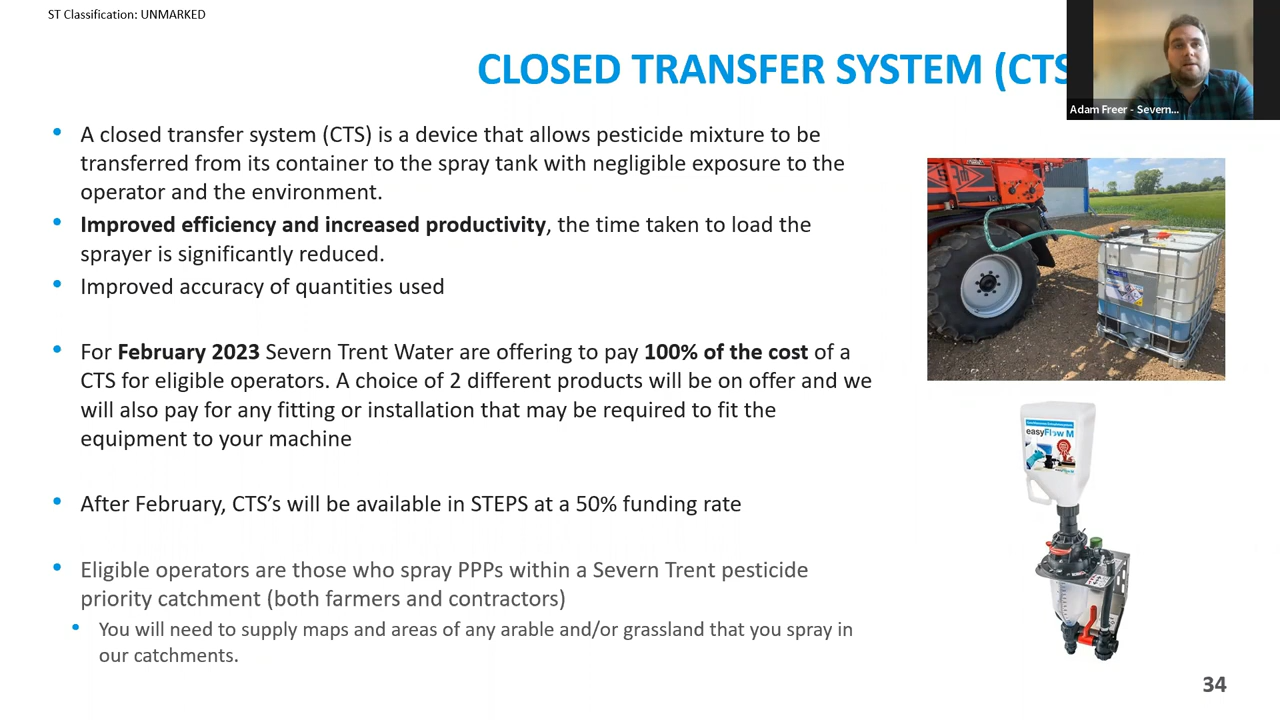 ST Classification: UNMARKED
CLOSED TRANSFER SYSTEM (CTS
Adam Freer - Severn...
A closed transfer system (CTS) is a device that allows pesticide mixture to be
transferred from its container to the spray tank with negligible exposure to the
operator and the environment.
Improved efficiency and increased productivity, the time taken to load the
sprayer is significantly reduced.
Improved accuracy of quantities used
For February 2023 Severn Trent Water are offering to pay 100% of the cost of a
CTS for eligible operators. A choice of 2 different products will be on offer and we
will also pay for any fitting or installation that may be required to fit the
equipment to your machine
After February, CTS’s will be available in STEPS at a 50% funding rate
Eligible operators are those who spray PPPs within a Severn Trent pesticide
priority catchment (both farmers and contractors)
You will need to supply maps and areas of any arable and/or grassland that you spray in
our catchments.
easyFlow M
34